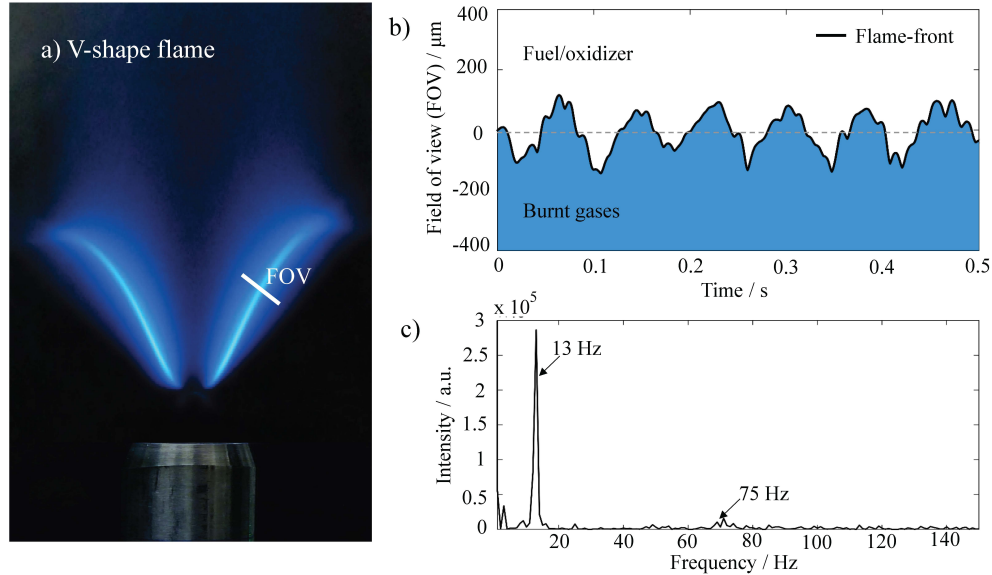 a) V-shape flame
FOV
b)
Field of view (FOV) / µm
400
200
0
-200
-400
Fuel/oxidizer
Flame-front
Burnt gases
0
0.1
0.2
0.3
0.4
0.5
Time / s
c)
x 10⁵
Intensity / a.u.
3
2.5
2
1.5
1
0.5
0
13 Hz
75 Hz
20
40
60
80
100
120
140
Frequency / Hz